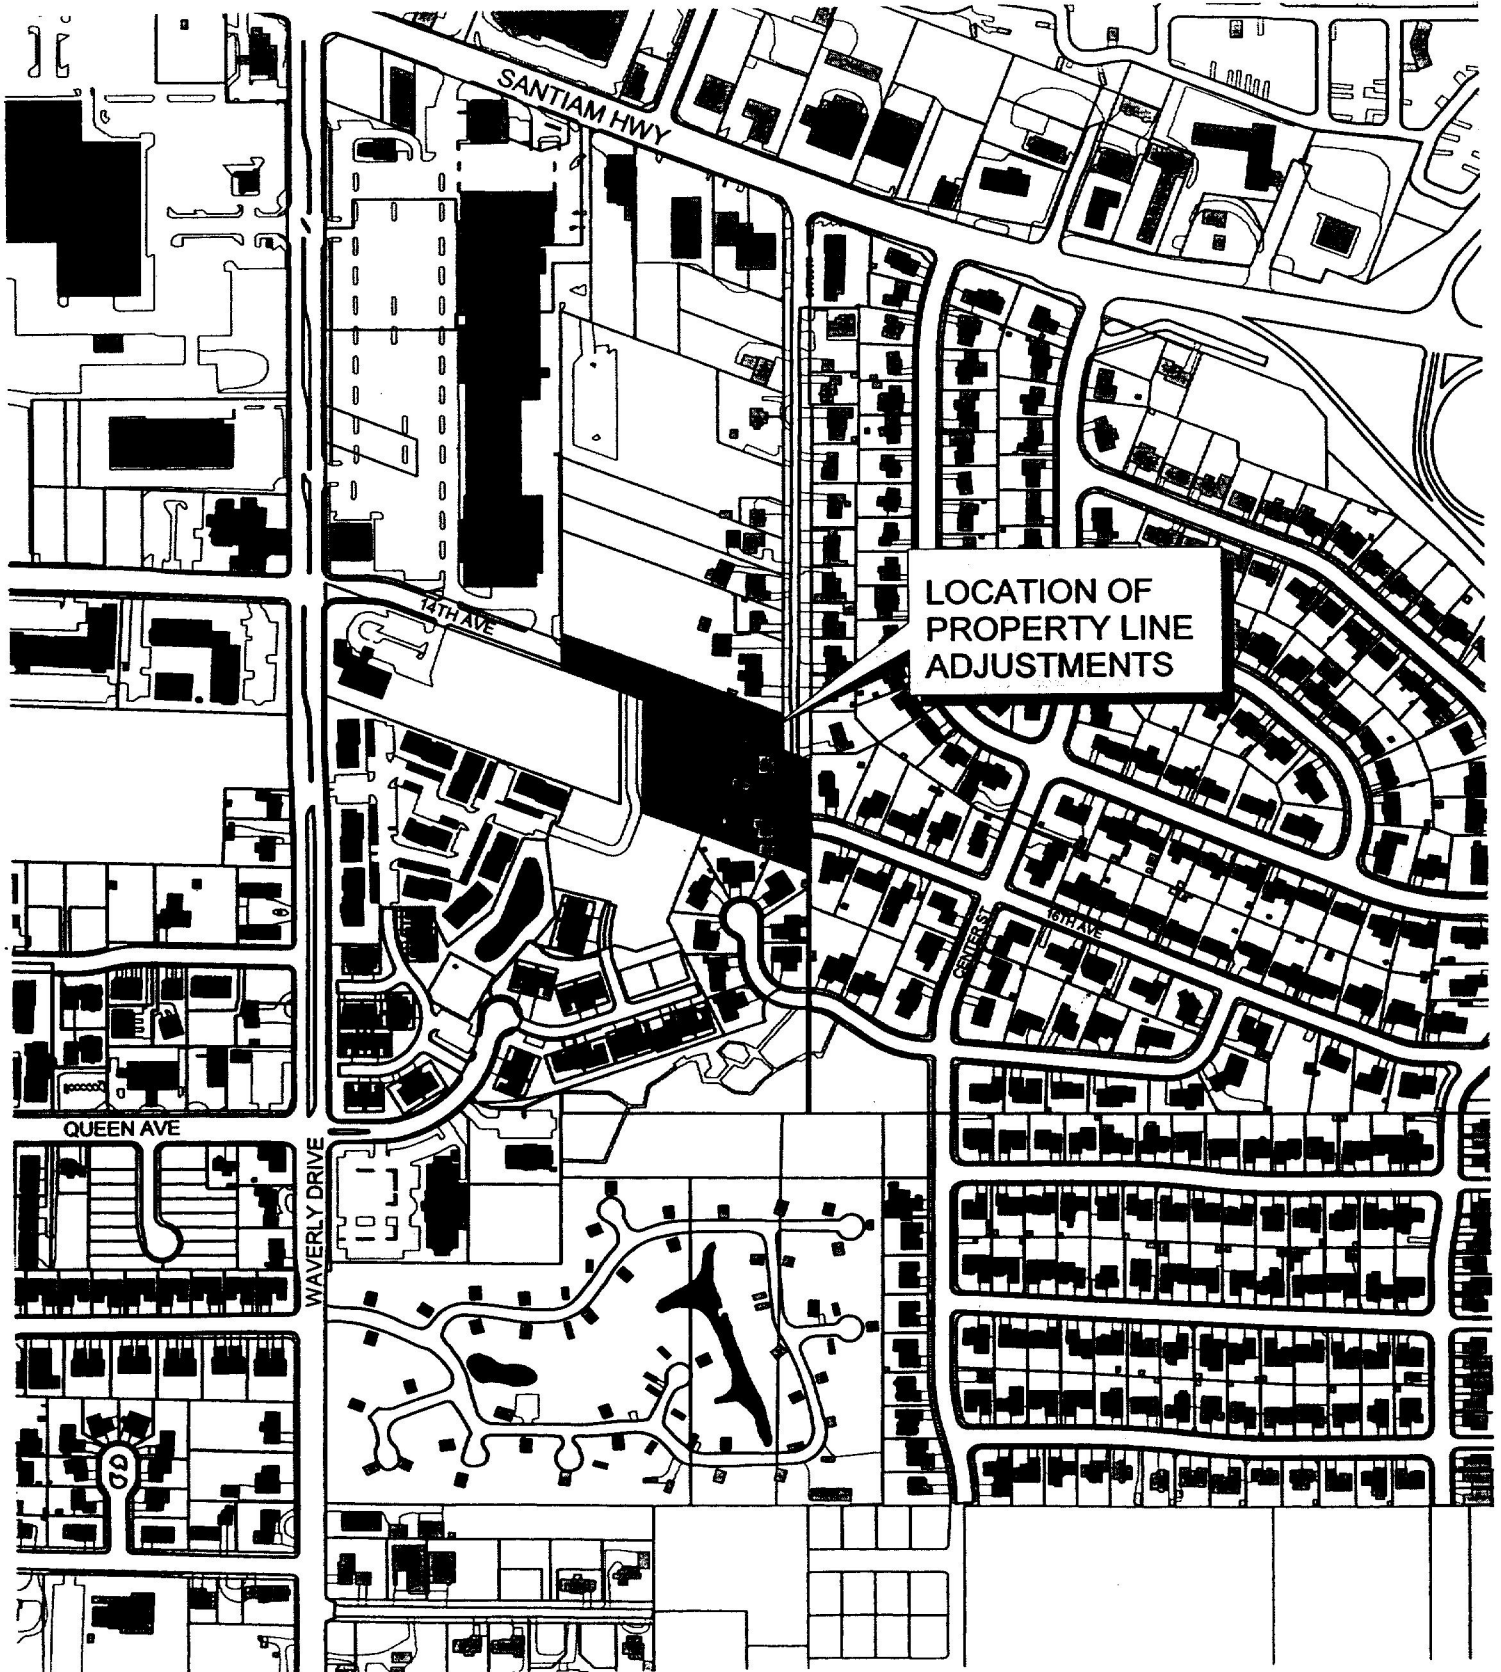 SANTIAM HWY
14TH AVE
LOCATION OF
PROPERTY LINE
ADJUSTMENTS
16TH AVE
CENTER ST
QUEEN AVE
WAVERLY DRIVE